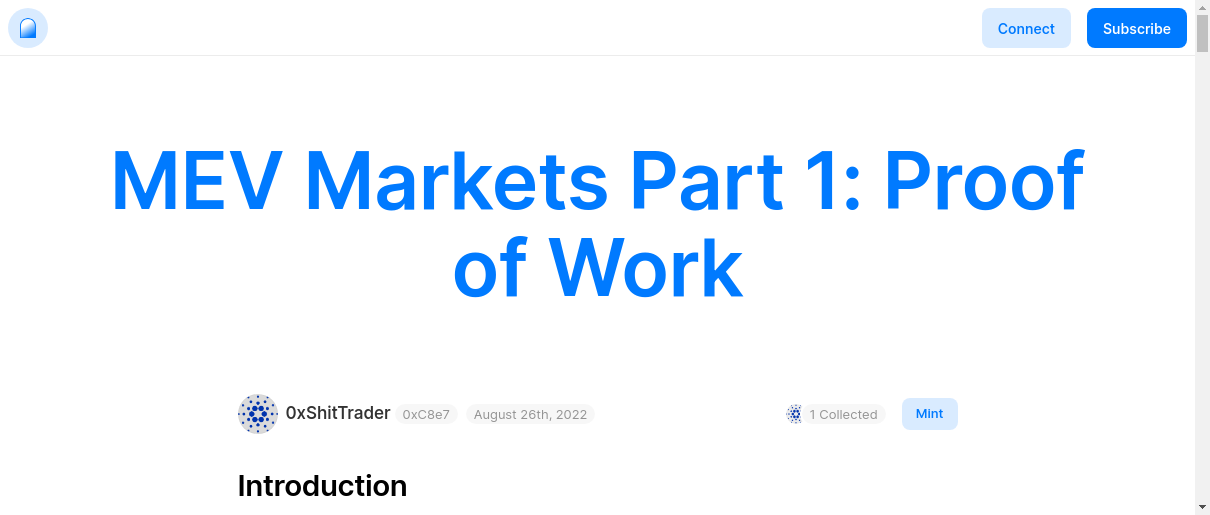 Connect
Subscribe
MEV Markets Part 1: Proof
of Work
0xShitTrader 0xC8e7 August 26th, 2022 1 Collected Mint
Introduction